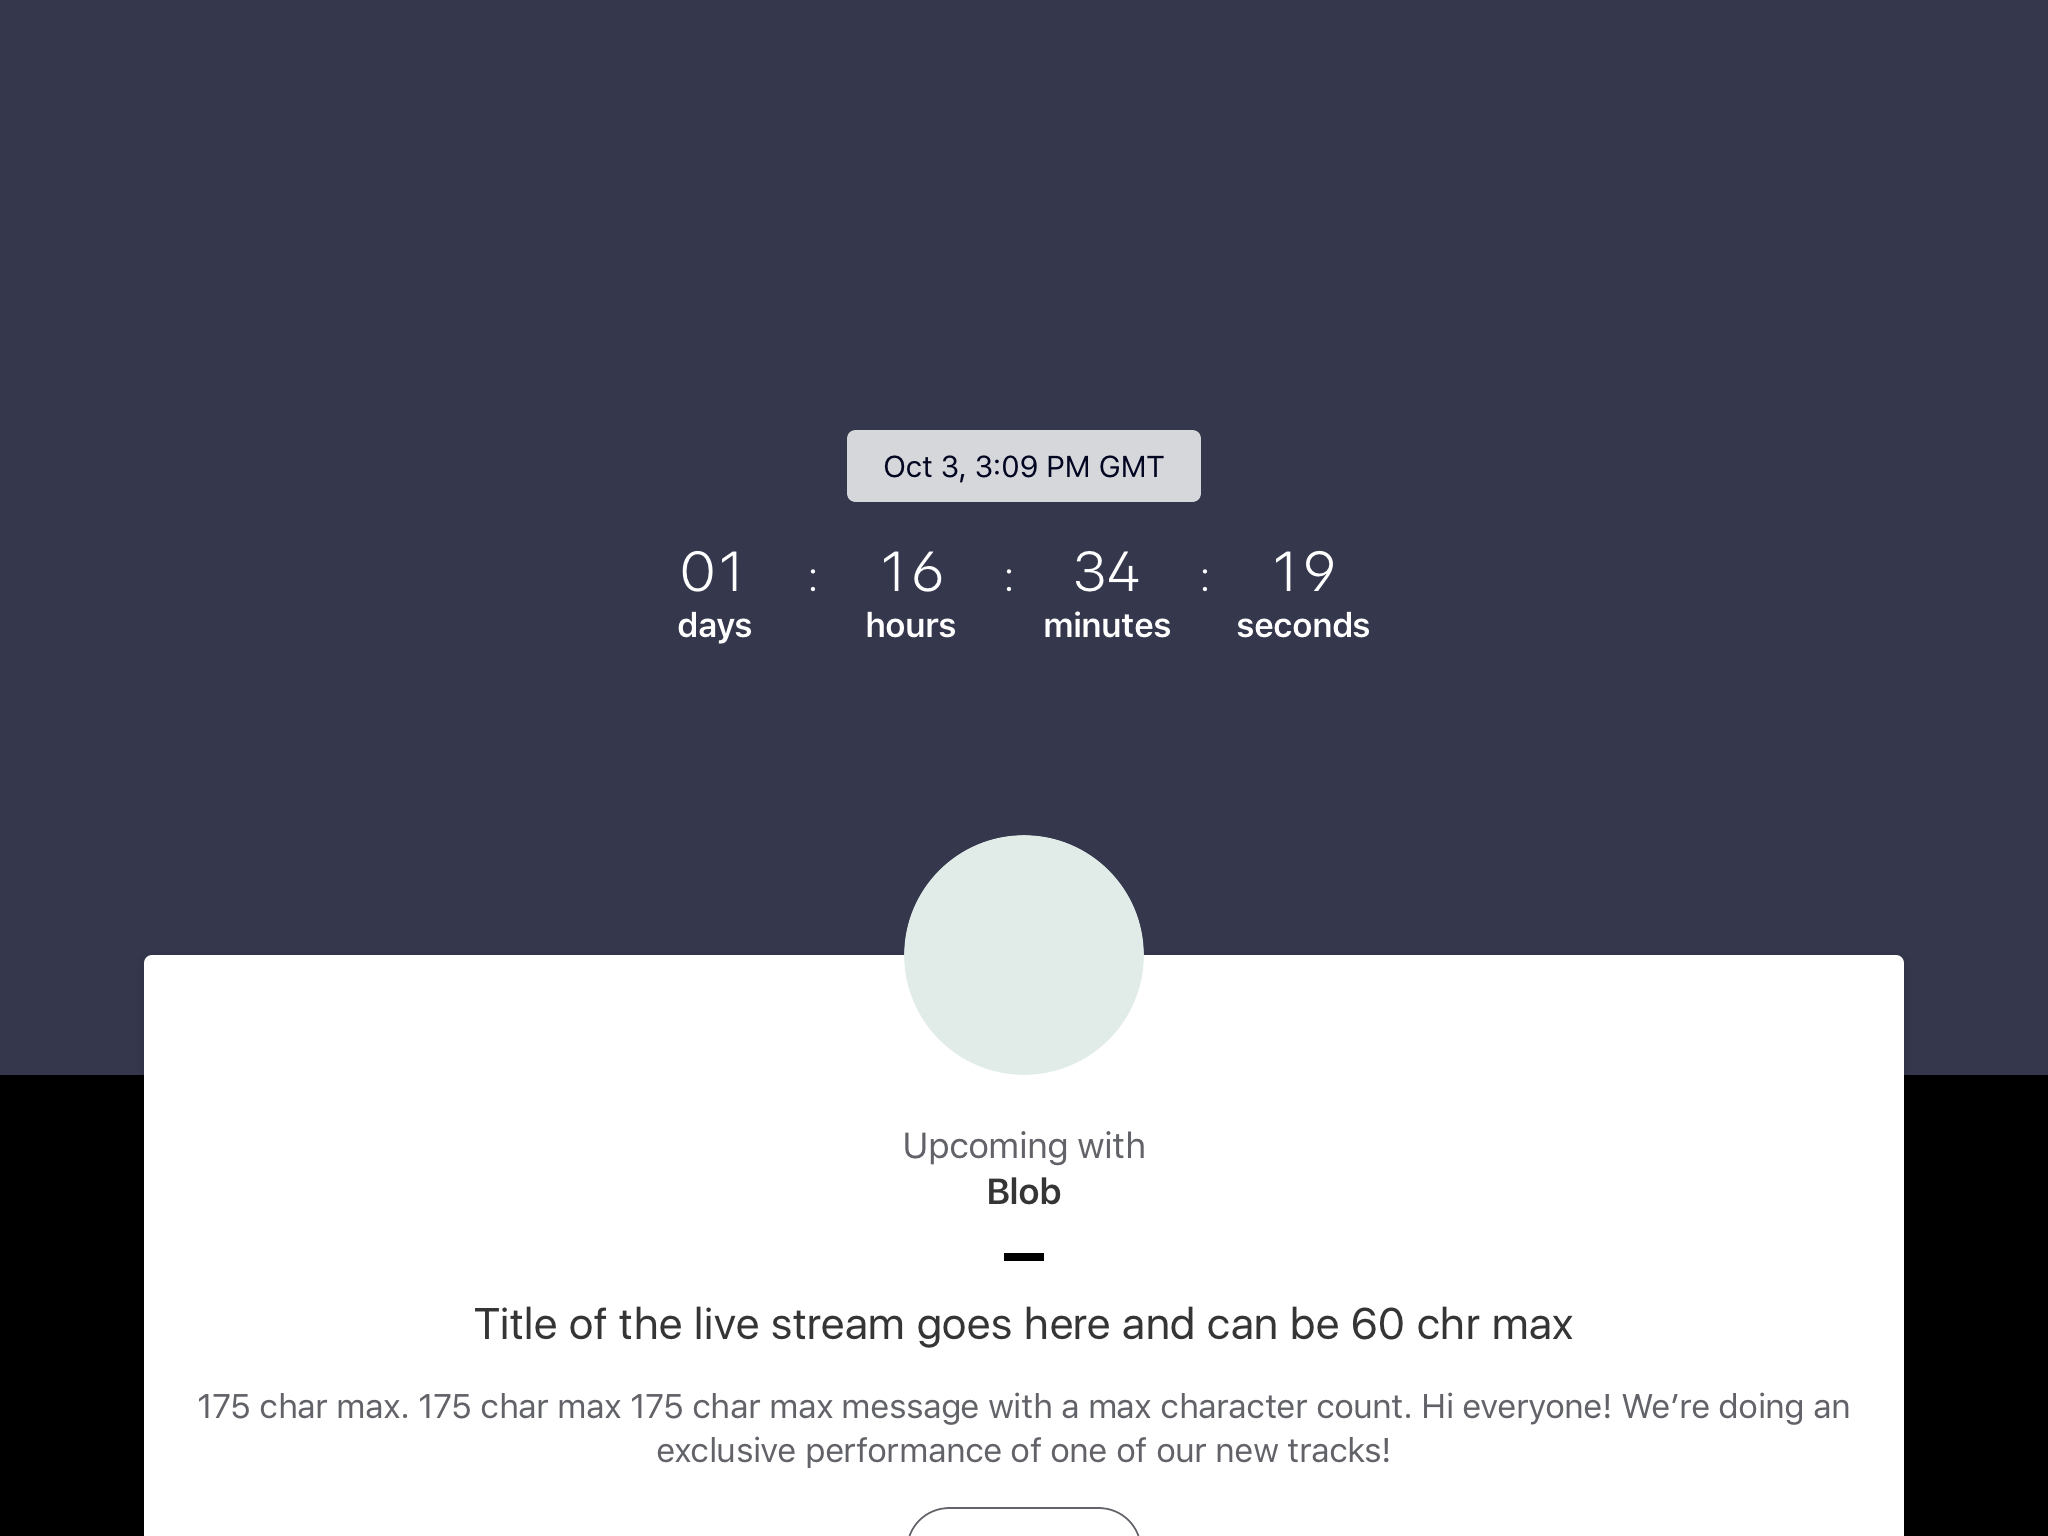 Oct 3, 3:09 PM GMT
01 : 16 : 34 : 19
days hours minutes seconds
Upcoming with
Blob
Title of the live stream goes here and can be 60 chr max
175 char max. 175 char max 175 char max message with a max character count. Hi everyone! We’re doing an
exclusive performance of one of our new tracks!